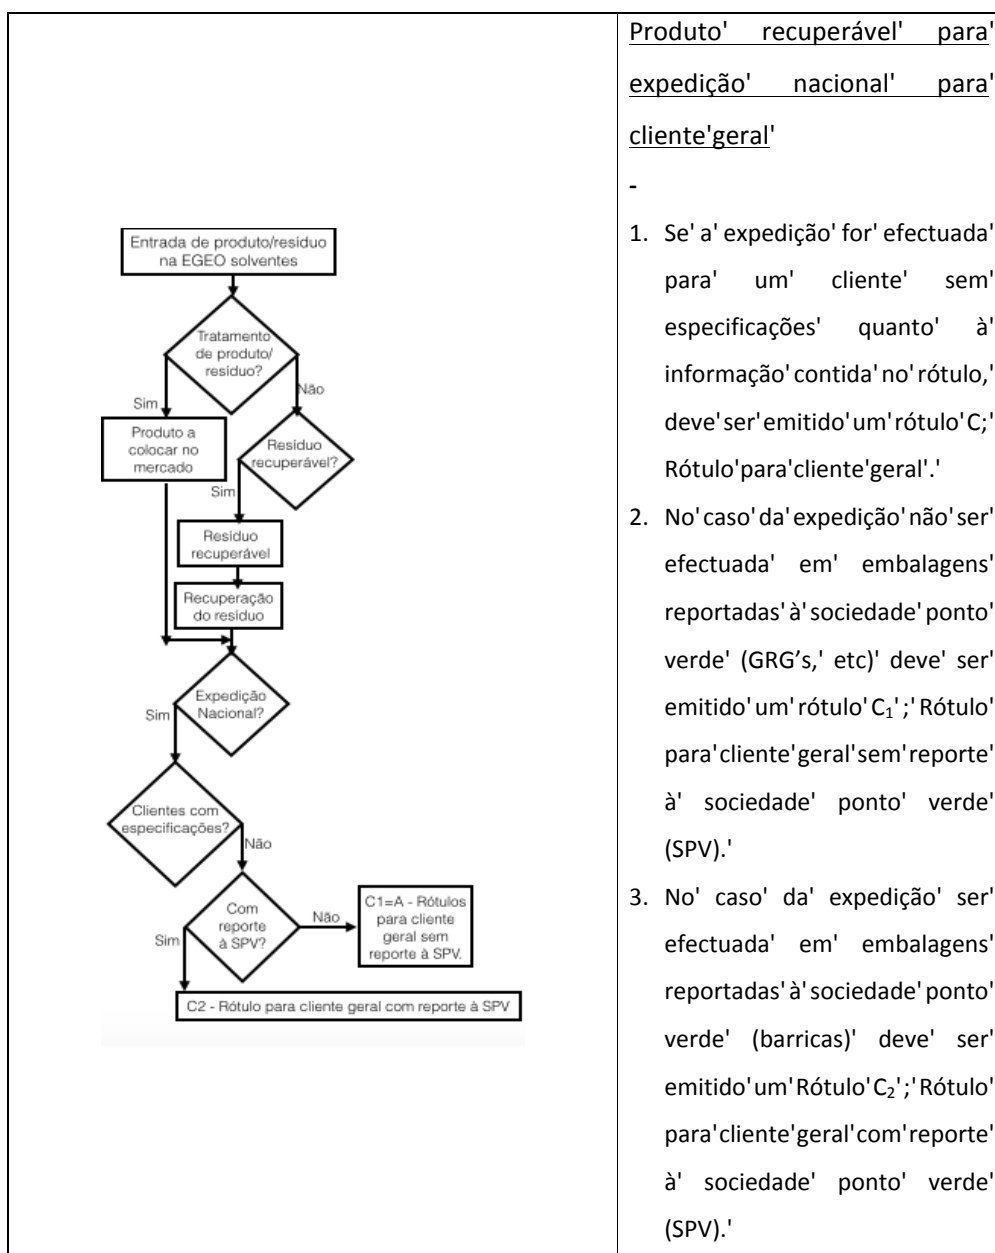 Entrada de produto/resíduo
na EGEO solventes
Tratamento
de produto/
resíduo?
Sim
Não
Produto a
colocar no
mercado
Resíduo
recuperável?
Sim
Resíduo
recuperável
Recuperação
do resíduo
Expedição
Nacional?
Sim
Clientes com
especificações?
Não
Com
reporte
à SPV?
Não
C1=A - Rótulos
para cliente
geral sem
reporte à SPV.
Sim
C2 - Rótulo para cliente geral com reporte à SPV
Produto' recuperável' para'
expedição' nacional' para'
cliente'geral'
-
1. Se' a' expedição' for' efectuada'
para' um' cliente' sem'
especificações' quanto' à'
informação'contida'no'rótulo,'
deve'ser'emitido'um'rótulo'C;'
Rótulo'para'cliente'geral'.'
2. No'caso'da'expedição'não'ser'
efectuada' em' embalagens'
reportadas'à'sociedade'ponto'
verde' (GRG’s,' etc)' deve' ser'
emitido'um'rótulo'C₁';'Rótulo'
para'cliente'geral'sem'reporte'
à' sociedade' ponto' verde'
(SPV).'
3. No' caso' da' expedição' ser'
efectuada' em' embalagens'
reportadas'à'sociedade'ponto'
verde' (barricas)' deve' ser'
emitido'um'Rótulo'C₂';'Rótulo'
para'cliente'geral'com'reporte'
à' sociedade' ponto' verde'
(SPV).'